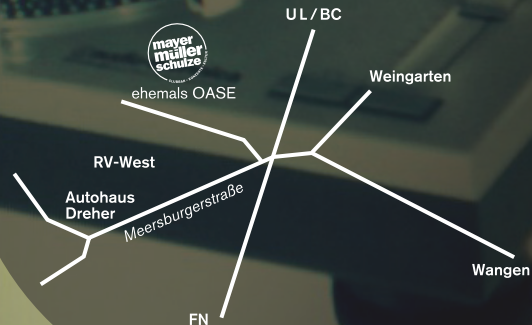 UL/BC
mayer
müller
schulze
ehemals OASE
Weingarten
RV-West
Autohaus
Dreher
Meersburgerstraße
Wangen
FN